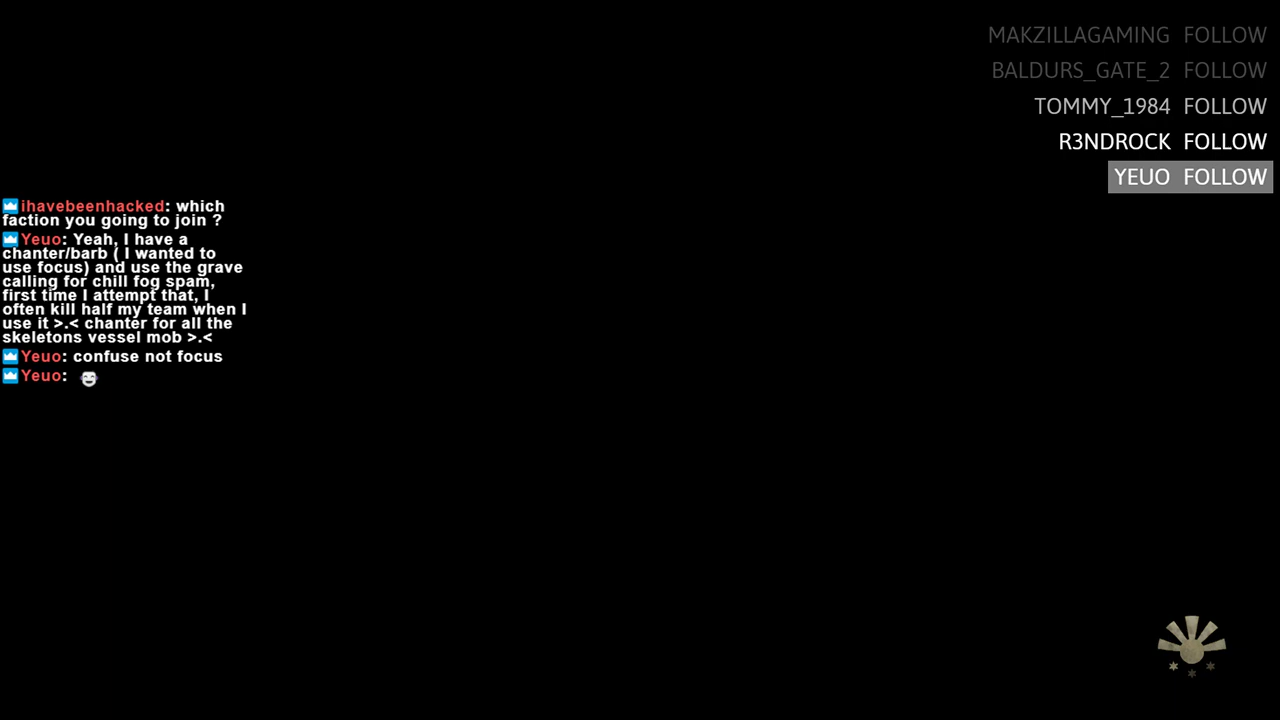 MAKZILLAGAMING FOLLOW
BALDURS_GATE_2 FOLLOW
TOMMY_1984 FOLLOW
R3NDROCK FOLLOW
YEUO FOLLOW
ihavebeenhacked: which
faction you going to join ?
Yeuo: Yeah, I have a
chanter/barb ( I wanted to
use focus) and use the grave
calling for chill fog spam,
first time I attempt that, I
often kill half my team when I
use it >.< chanter for all the
skeletons vessel mob >.<
Yeuo: confuse not focus
Yeuo: